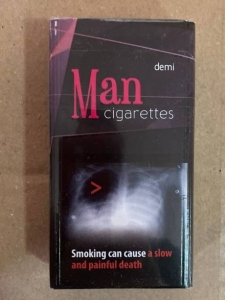 demi
Man
cigarettes
>
Smoking can cause a slow
and painful death